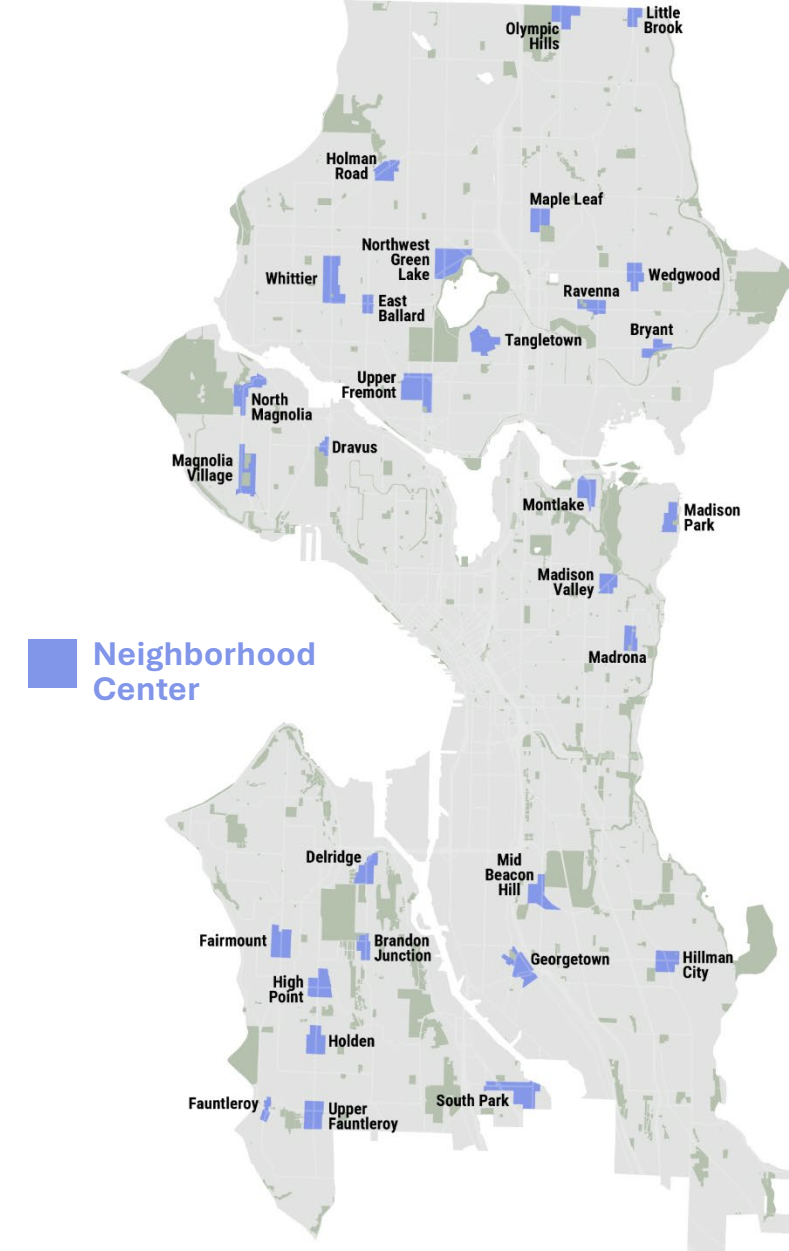 Olympic
Hills
Little
Brook
Holman
Road
Maple Leaf
Northwest
Green
Lake
Whittier
East
Ballard
Wedgwood
Ravenna
Bryant
Tangletown
Upper
Fremont
North
Magnolia
Dravus
Magnolia
Village
Montlake
Madison
Park
Madison
Valley
Madrona
Neighborhood
Center
Delridge
Mid
Beacon
Hill
Fairmount
Brandon
Junction
Georgetown
Hillman
City
High
Point
Holden
Fauntleroy
Upper
Fauntleroy
South Park